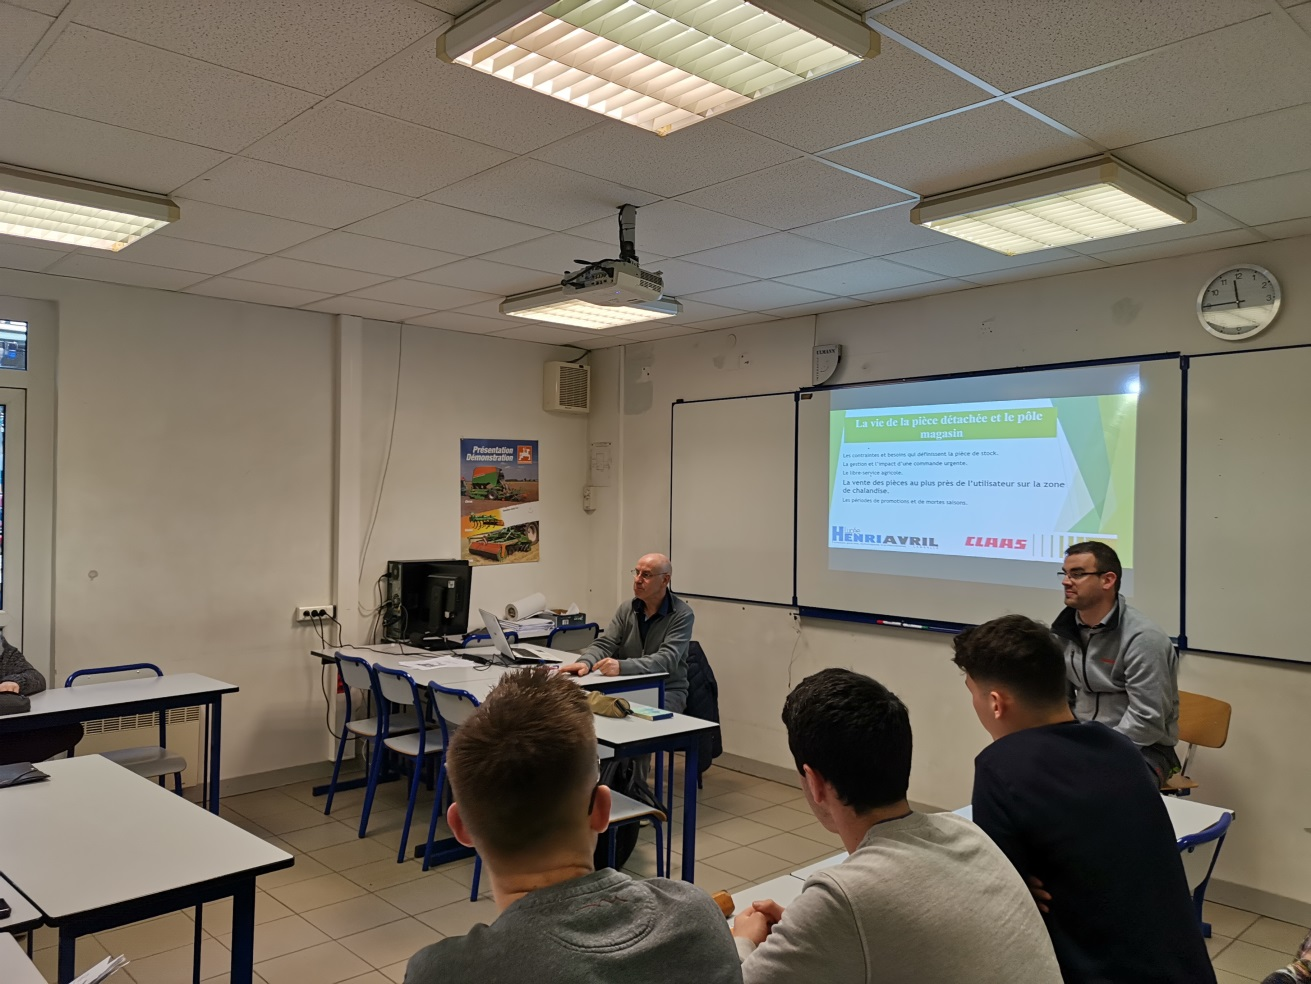 La vie de la pièce détachée et le pôle
magasin
Les contraintes et besoins qui définissent la pièce de stock.
La gestion et l'impact d'une commande urgente.
Le libre-service agricole.
La vente des pièces au plus près de l'utilisateur sur la zone
de chalandise.
Les périodes de promotions et de mortes saisons.
HENRI AVRIL
CLAAS
Présentation
Démonstration
12
3